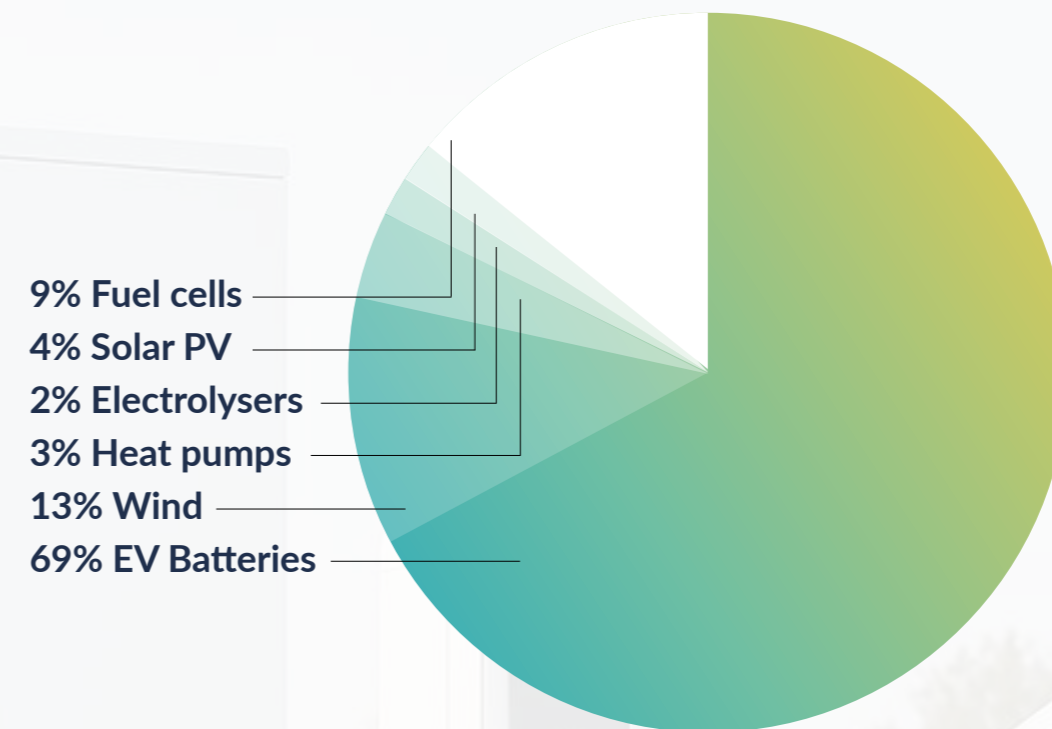 9% Fuel cells
4% Solar PV
2% Electrolysers
3% Heat pumps
13% Wind
69% EV Batteries